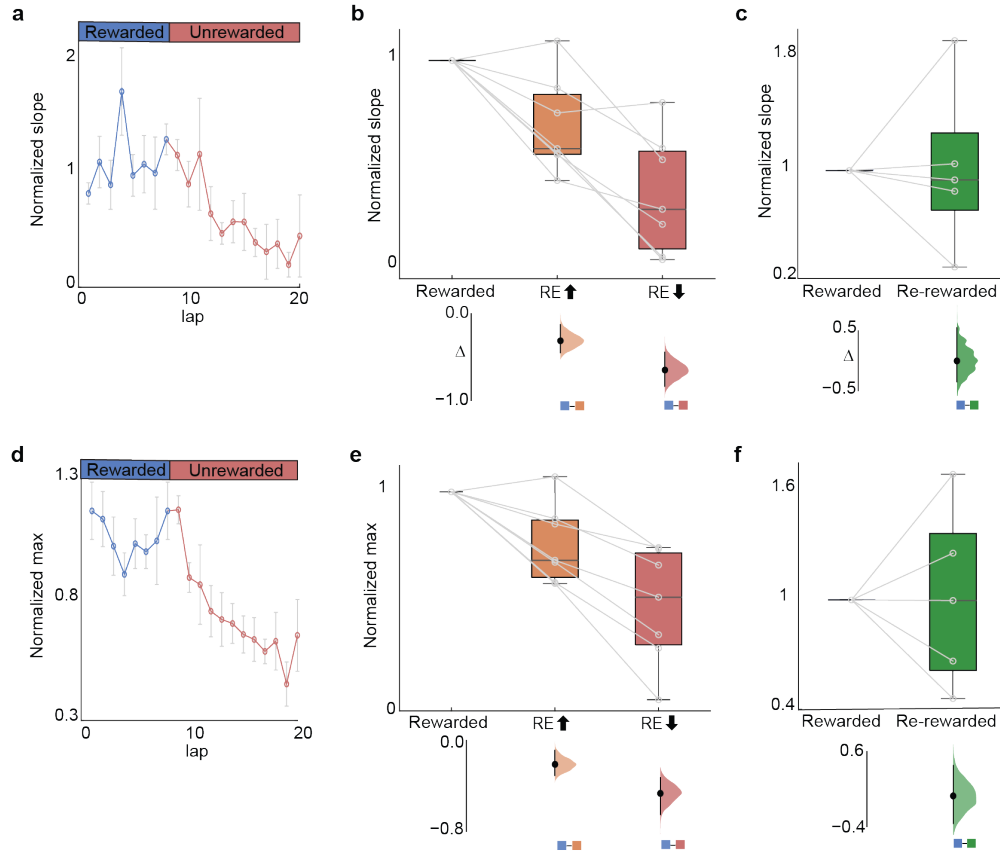 a
Rewarded Unrewarded
Normalized slope
2
1
0
0 10 20
lap
b
Normalized slope
1
0
Rewarded RE RE
0.0
Δ
−1.0
c
Normalized slope
1.8
1
0.2
Rewarded Re-rewarded
0.5
Δ
−0.5
d
Rewarded Unrewarded
Normalized max
1.3
0.8
0.3
0 10 20
lap
e
Normalized max
1
0
Rewarded RE RE
0.0
−0.8
f
1.6
1
0.4
Rewarded Re-rewarded
0.6
−0.4